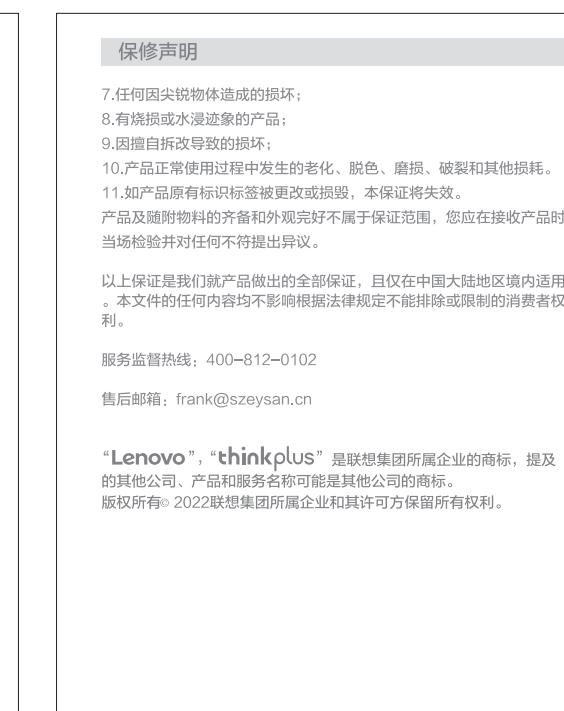 保修声明
7.任何因尖锐物体造成的损坏；
8.有烧损或水浸迹象的产品；
9.因擅自拆改导致的损坏；
10.产品正常使用过程中发生的老化、脱色、磨损、破裂和其他损耗。
11.如产品原有标识标签被更改或损毁，本保证将失效。
产品及随附物料的齐备和外观完好不属于保证范围，您应在接收产品时
当场检验并对任何不符提出异议。
以上保证是我们就产品做出的全部保证，且仅在中国大陆地区境内适用
。本文件的任何内容均不影响根据法律规定不能排除或限制的消费者权
利。
服务监督热线：400-812-0102
售后邮箱：frank@szeysan.cn
“Lenovo”，“thinkplus” 是联想集团所属企业的商标，提及
的其他公司、产品和服务名称可能是其他公司的商标。
版权所有© 2022联想集团所属企业和其许可方保留所有权利。